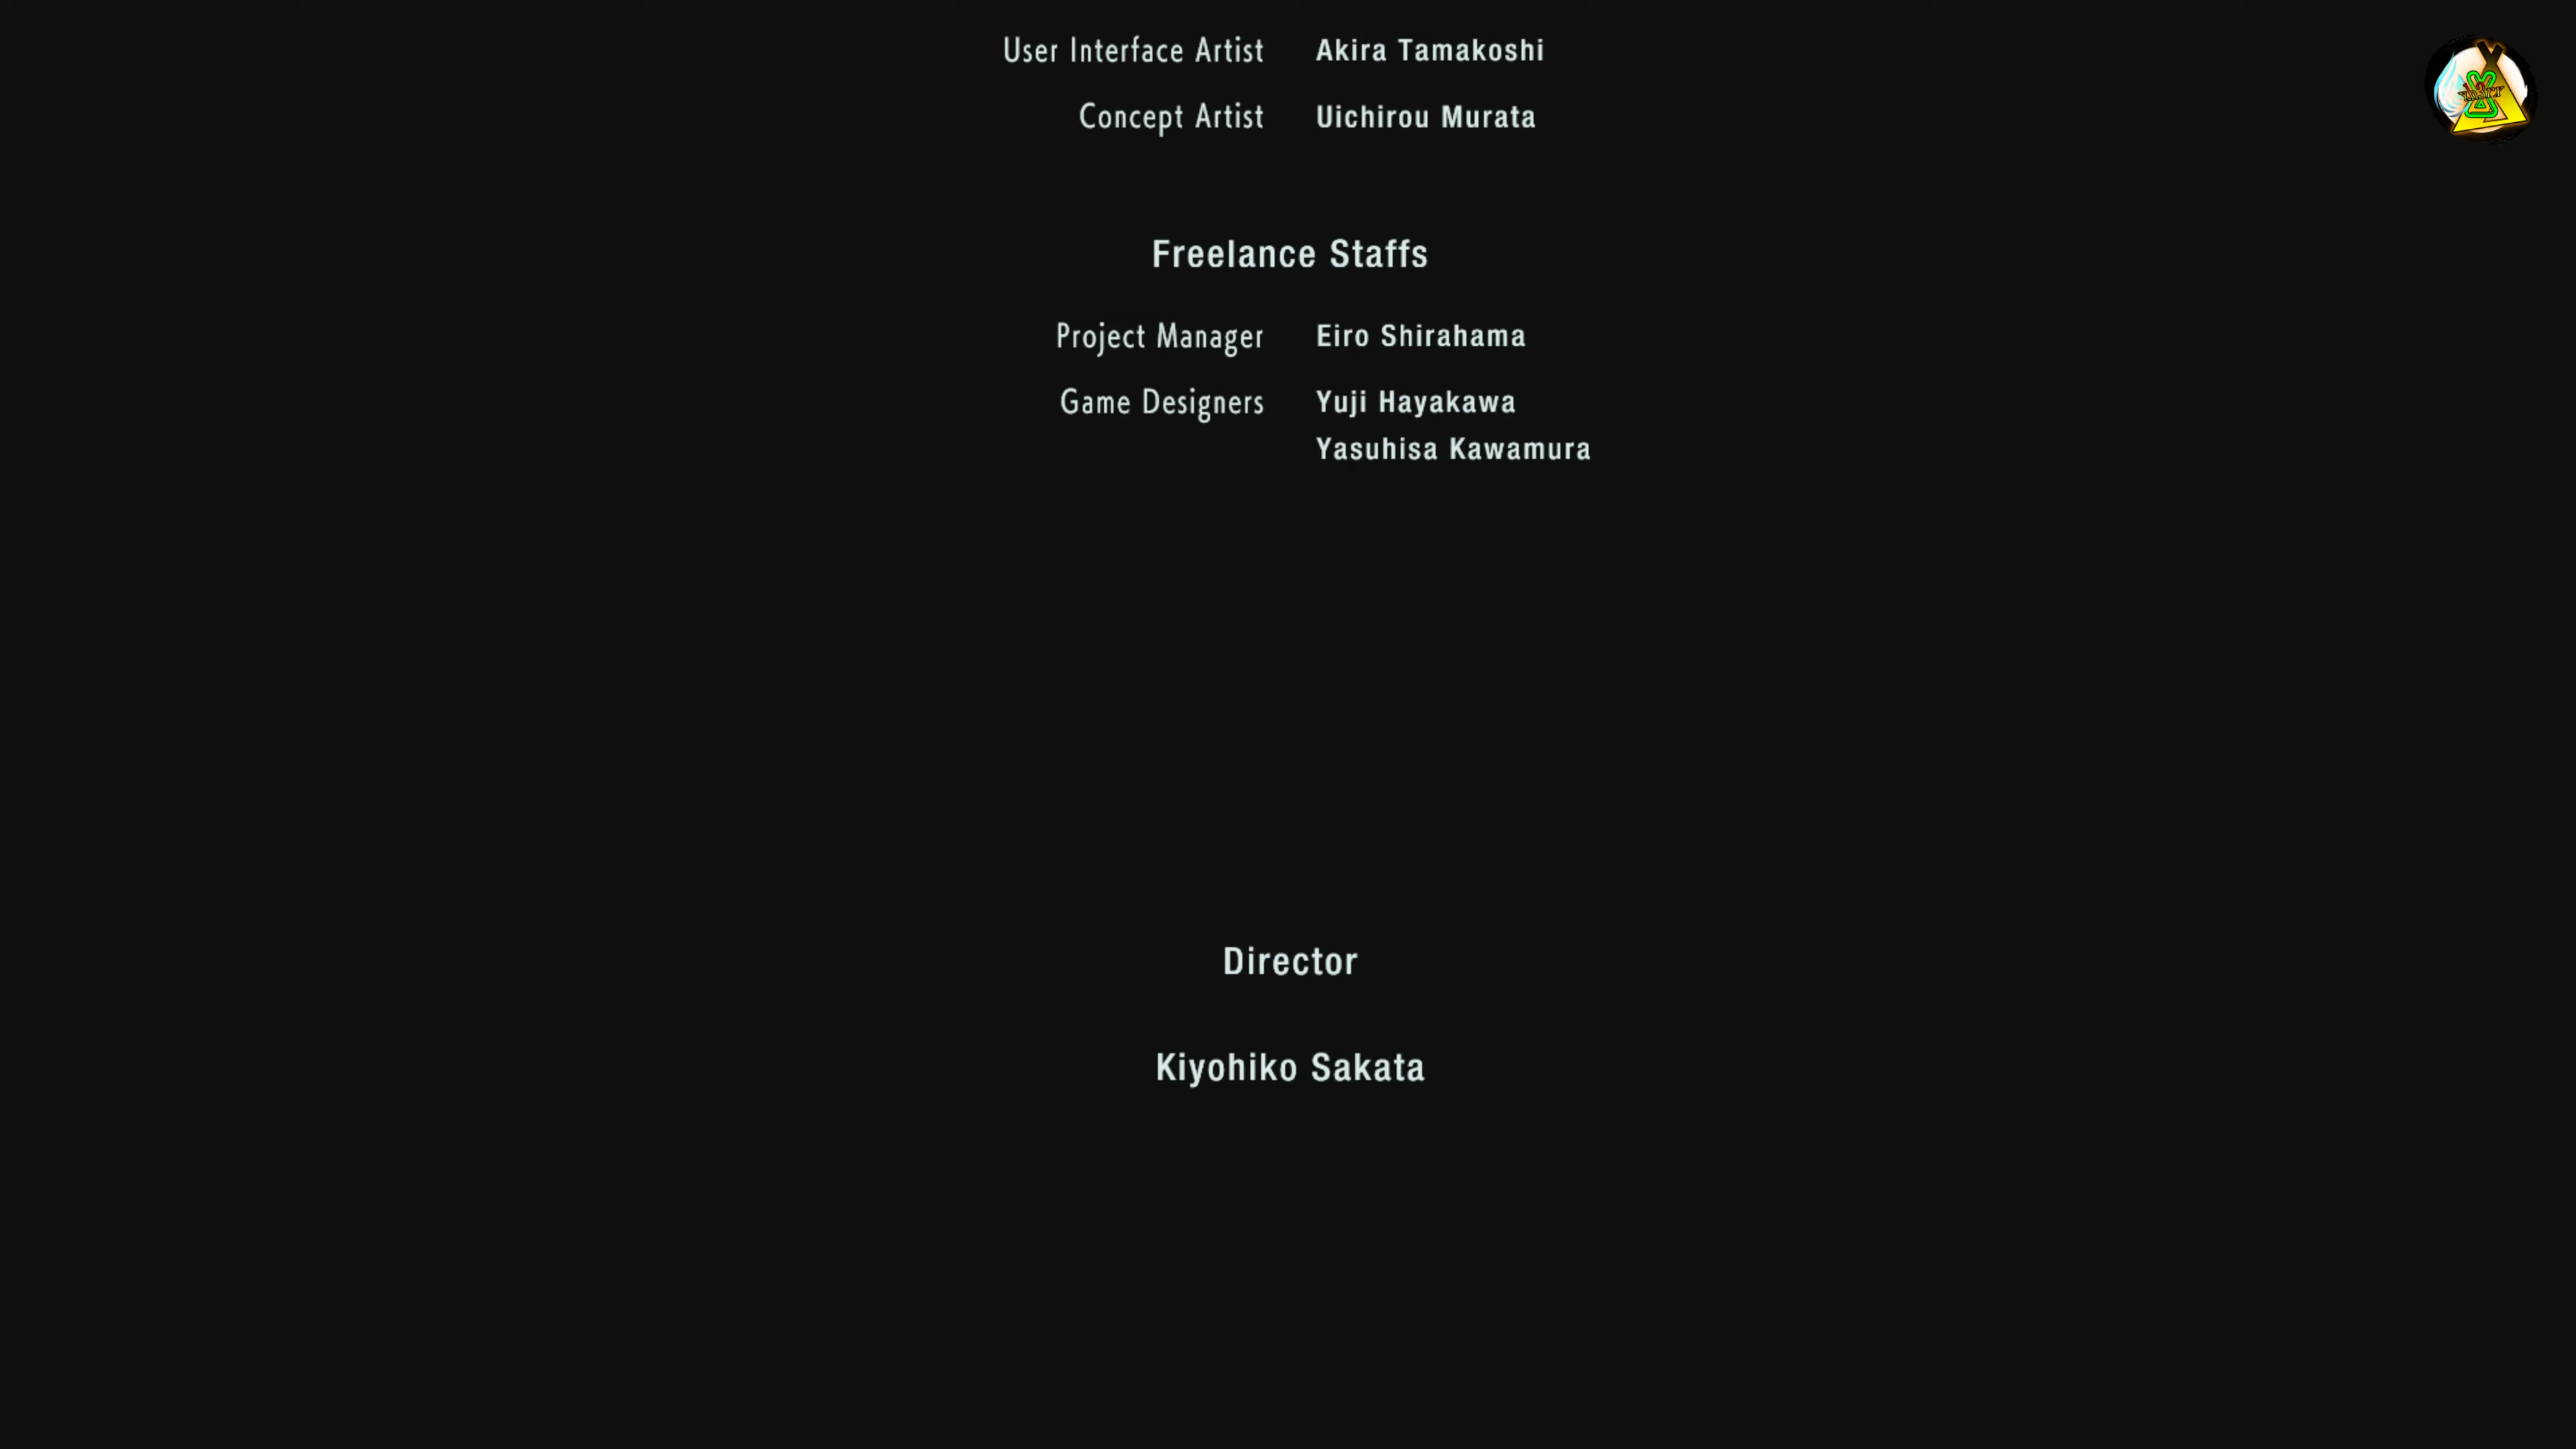 User Interface Artist Akira Tamakoshi
Concept Artist Uichirou Murata
Freelance Staffs
Project Manager Eiro Shirahama
Game Designers Yuji Hayakawa
Yasuhisa Kawamura
Director
Kiyohiko Sakata